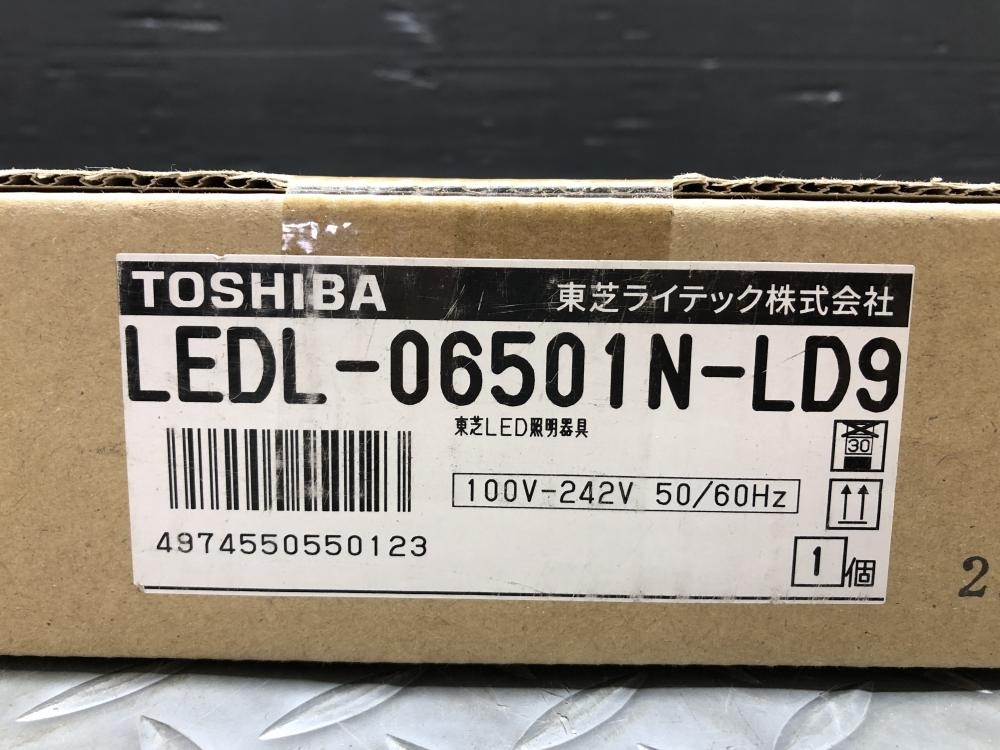 TOSHIBA 東芝ライテック株式会社
LEDL-06501N-LD9
東芝LED照明器具
30
100V-242V 50/60Hz
4974550550123
1個
2